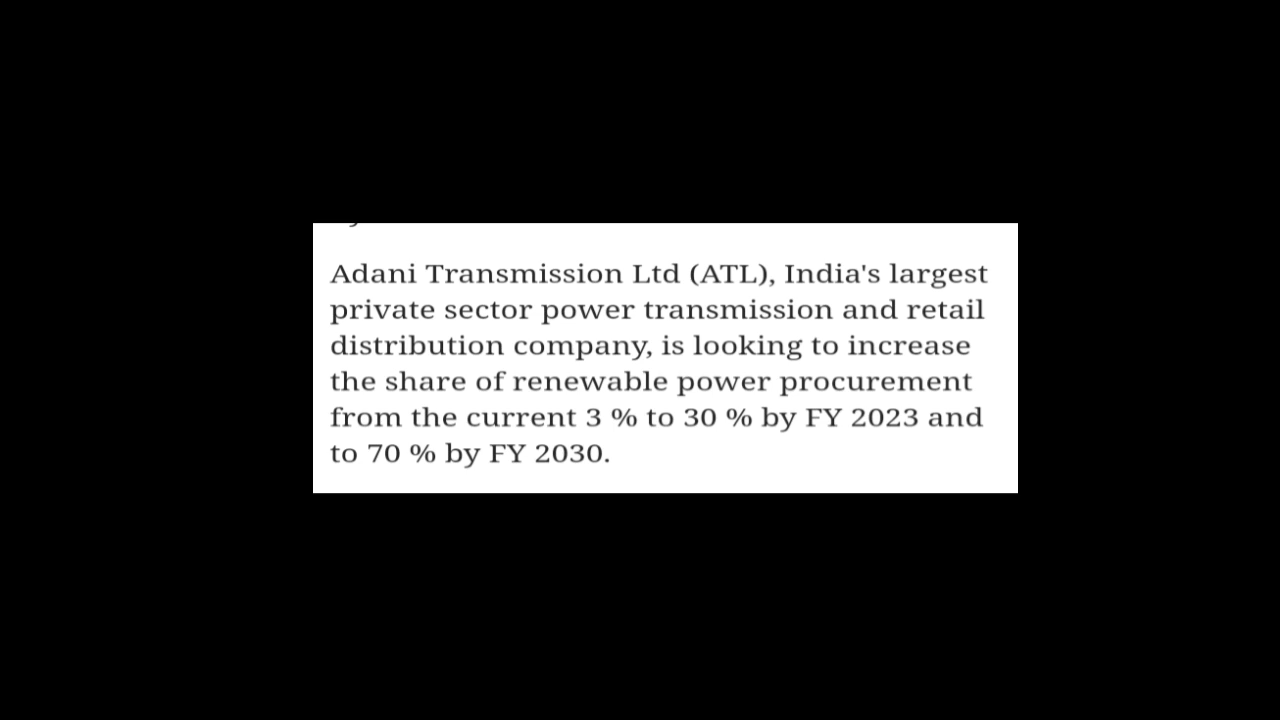 Adani Transmission Ltd (ATL), India's largest
private sector power transmission and retail
distribution company, is looking to increase
the share of renewable power procurement
from the current 3 % to 30 % by FY 2023 and
to 70 % by FY 2030.